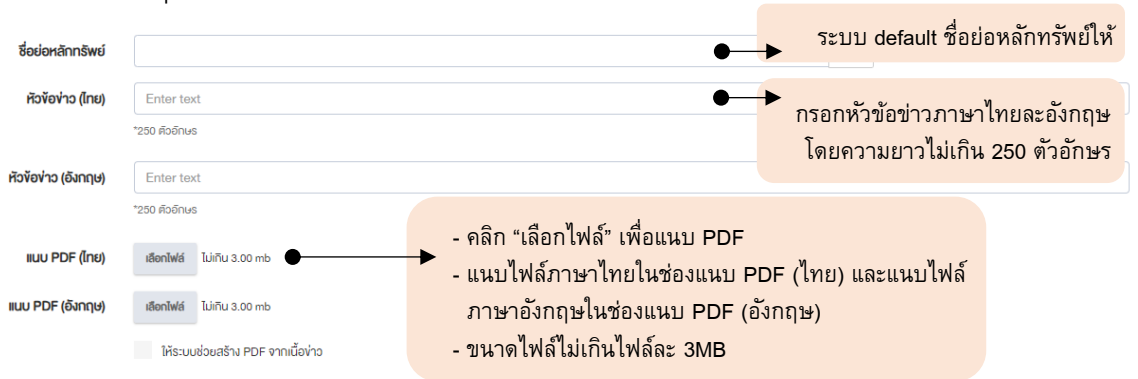 ระบบ default ชื่อย่อหลักทรัพย์ให้
ชื่อย่อหลักทรัพย์
หัวข้อข่าว (ไทย)
Enter text
*250 ตัวอักษร
กรอกหัวข้อข่าวภาษาไทยละอังกฤษ
โดยความยาวไม่เกิน 250 ตัวอักษร
หัวข้อข่าว (อังกฤษ)
Enter text
*250 ตัวอักษร
แนบ PDF (ไทย)
เลือกไฟล์
ไม่เกิน 3.00 mb
- คลิก “เลือกไฟล์” เพื่อแนบ PDF
- แนบไฟล์ภาษาไทยในช่องแนบ PDF (ไทย) และแนบไฟล์
ภาษาอังกฤษในช่องแนบ PDF (อังกฤษ)
- ขนาดไฟล์ไม่เกินไฟล์ละ 3MB
แนบ PDF (อังกฤษ)
เลือกไฟล์
ไม่เกิน 3.00 mb
ให้ระบบช่วยสร้าง PDF จากเนื้อข่าว